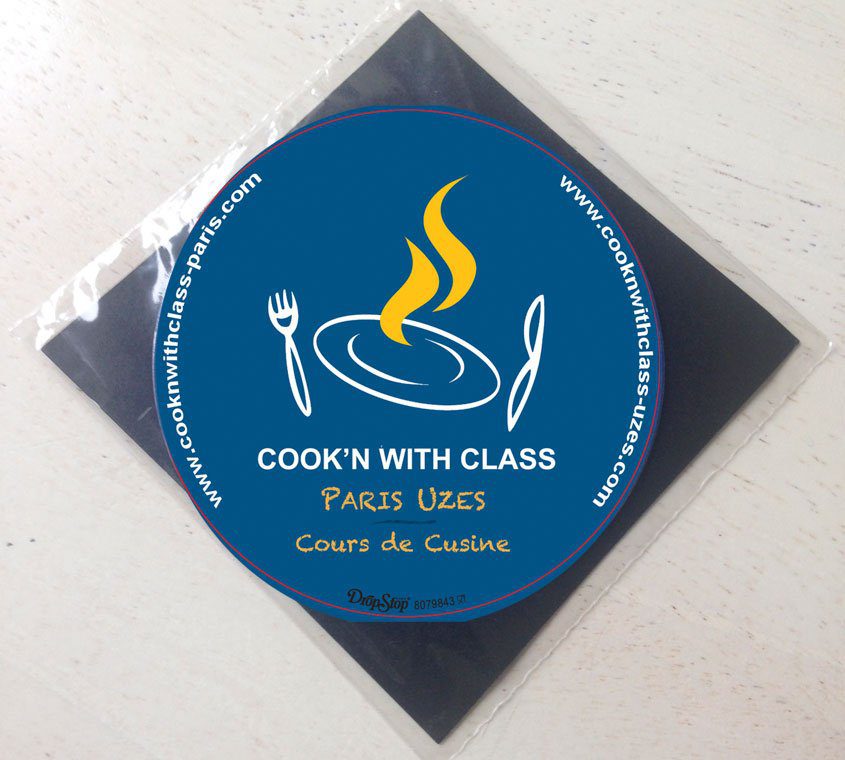 www.cooknwithclass-paris.com
www.cooknwithclass-uzes.com
COOK'N WITH CLASS
PARIS UZES
Cours de Cusine
DropStop 8079843